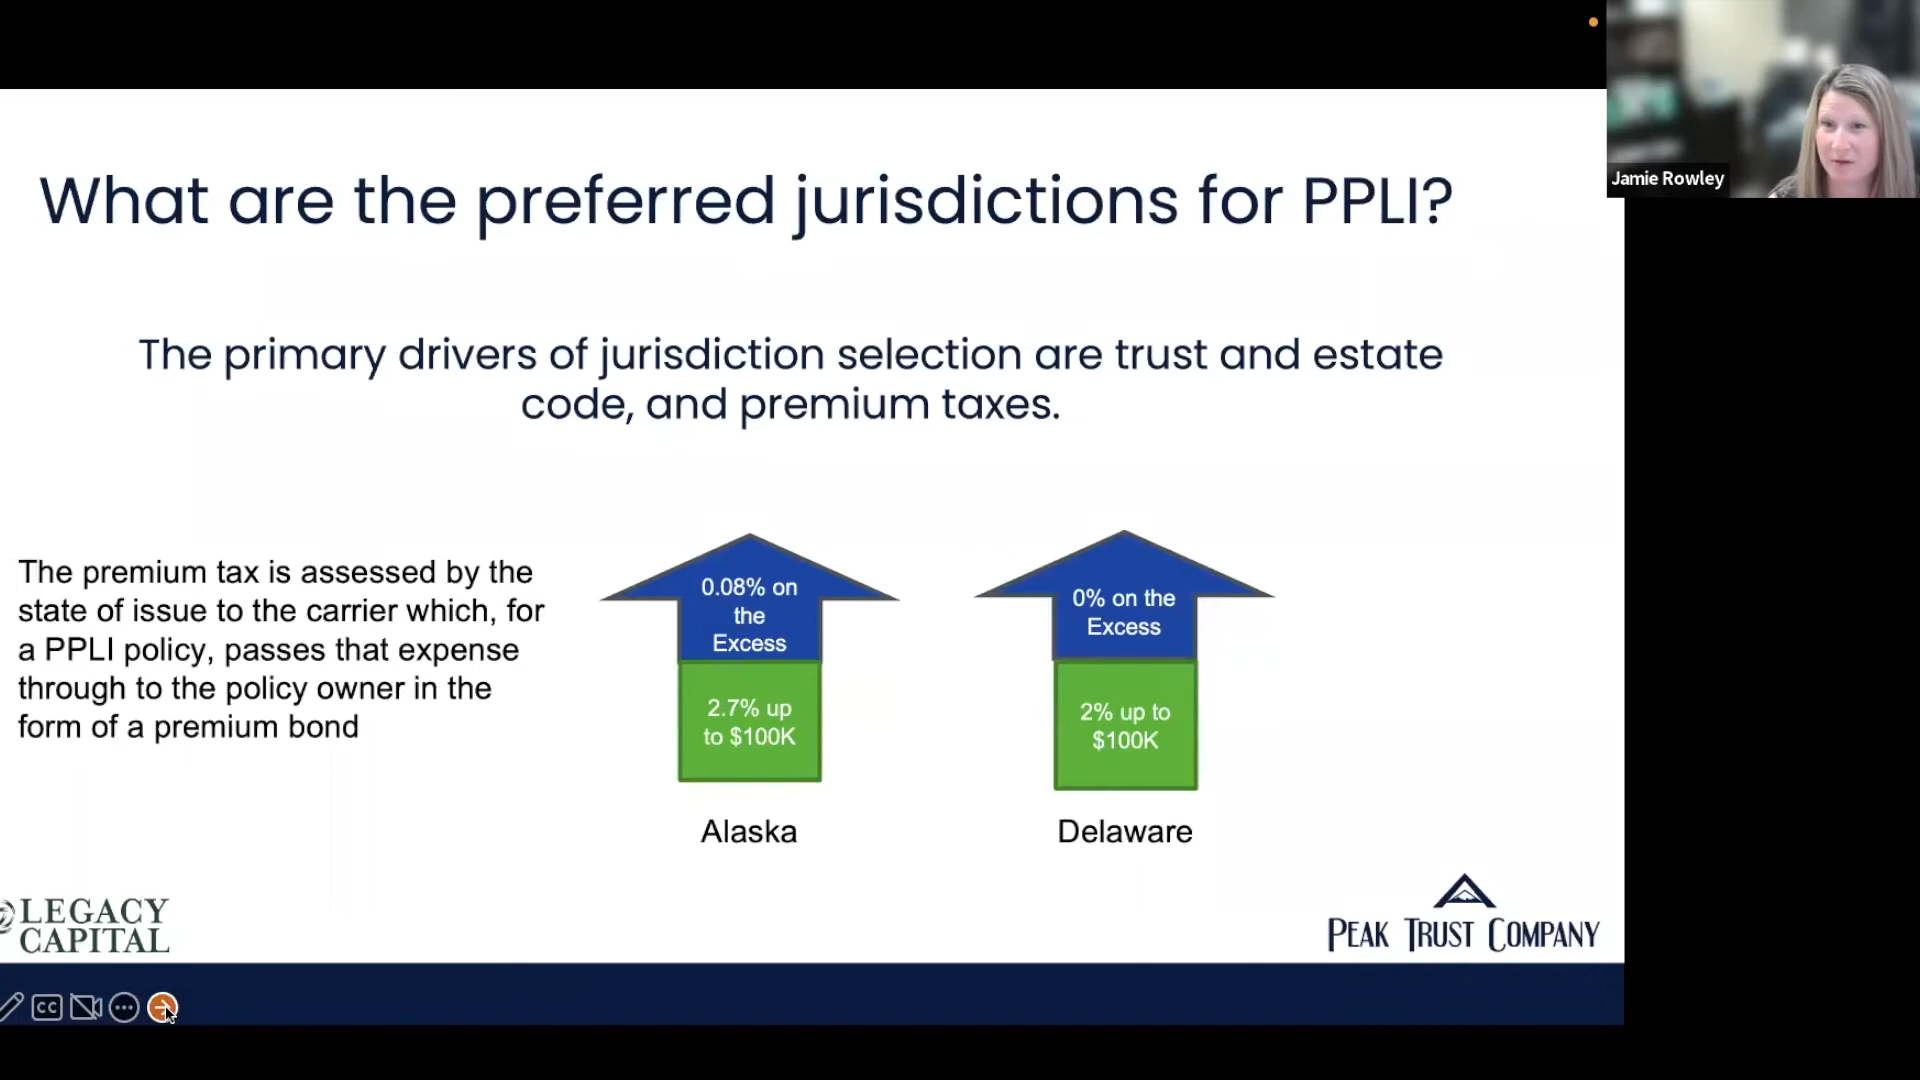 Jamie Rowley
What are the preferred jurisdictions for PPLI?
The primary drivers of jurisdiction selection are trust and estate
code, and premium taxes.
The premium tax is assessed by the
state of issue to the carrier which, for
a PPLI policy, passes that expense
through to the policy owner in the
form of a premium bond
0.08% on
the
Excess
2.7% up
to $100K
Alaska
0% on the
Excess
2% up to
$100K
Delaware
LEGACY
CAPITAL
PEAK TRUST COMPANY
CC